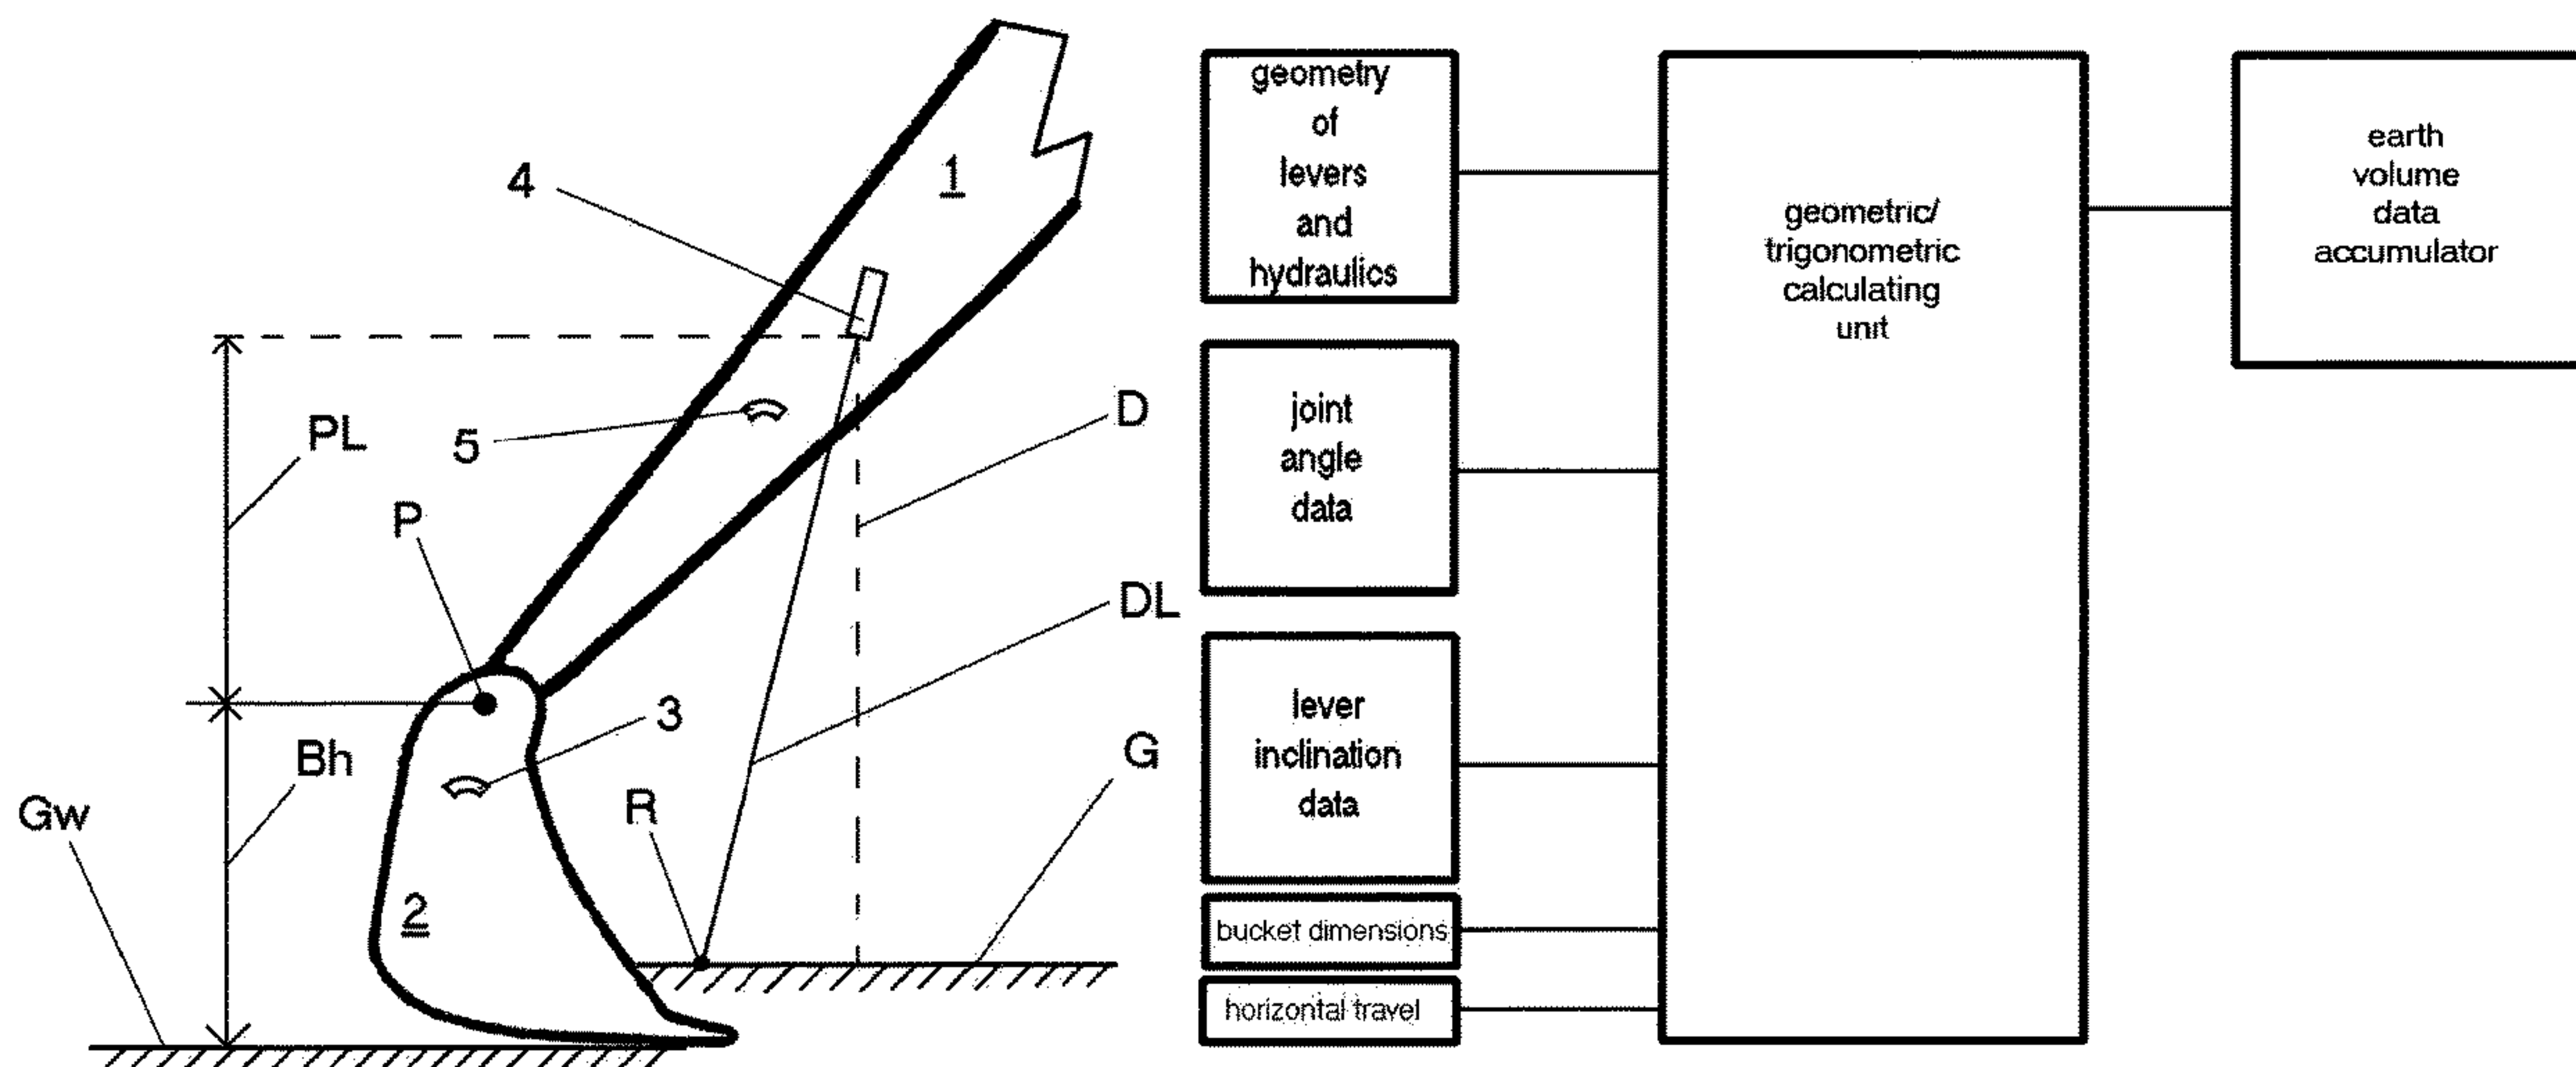 1
4
5
PL
P
D
DL
3
Bh
R
G
Gw
2
geometry
of
levers
and
hydraulics
joint
angle
data
lever
inclination
data
bucket dimensions
horizontal travel
geometric/
trigonometric
calculating
unit
earth
volume
data
accumulator